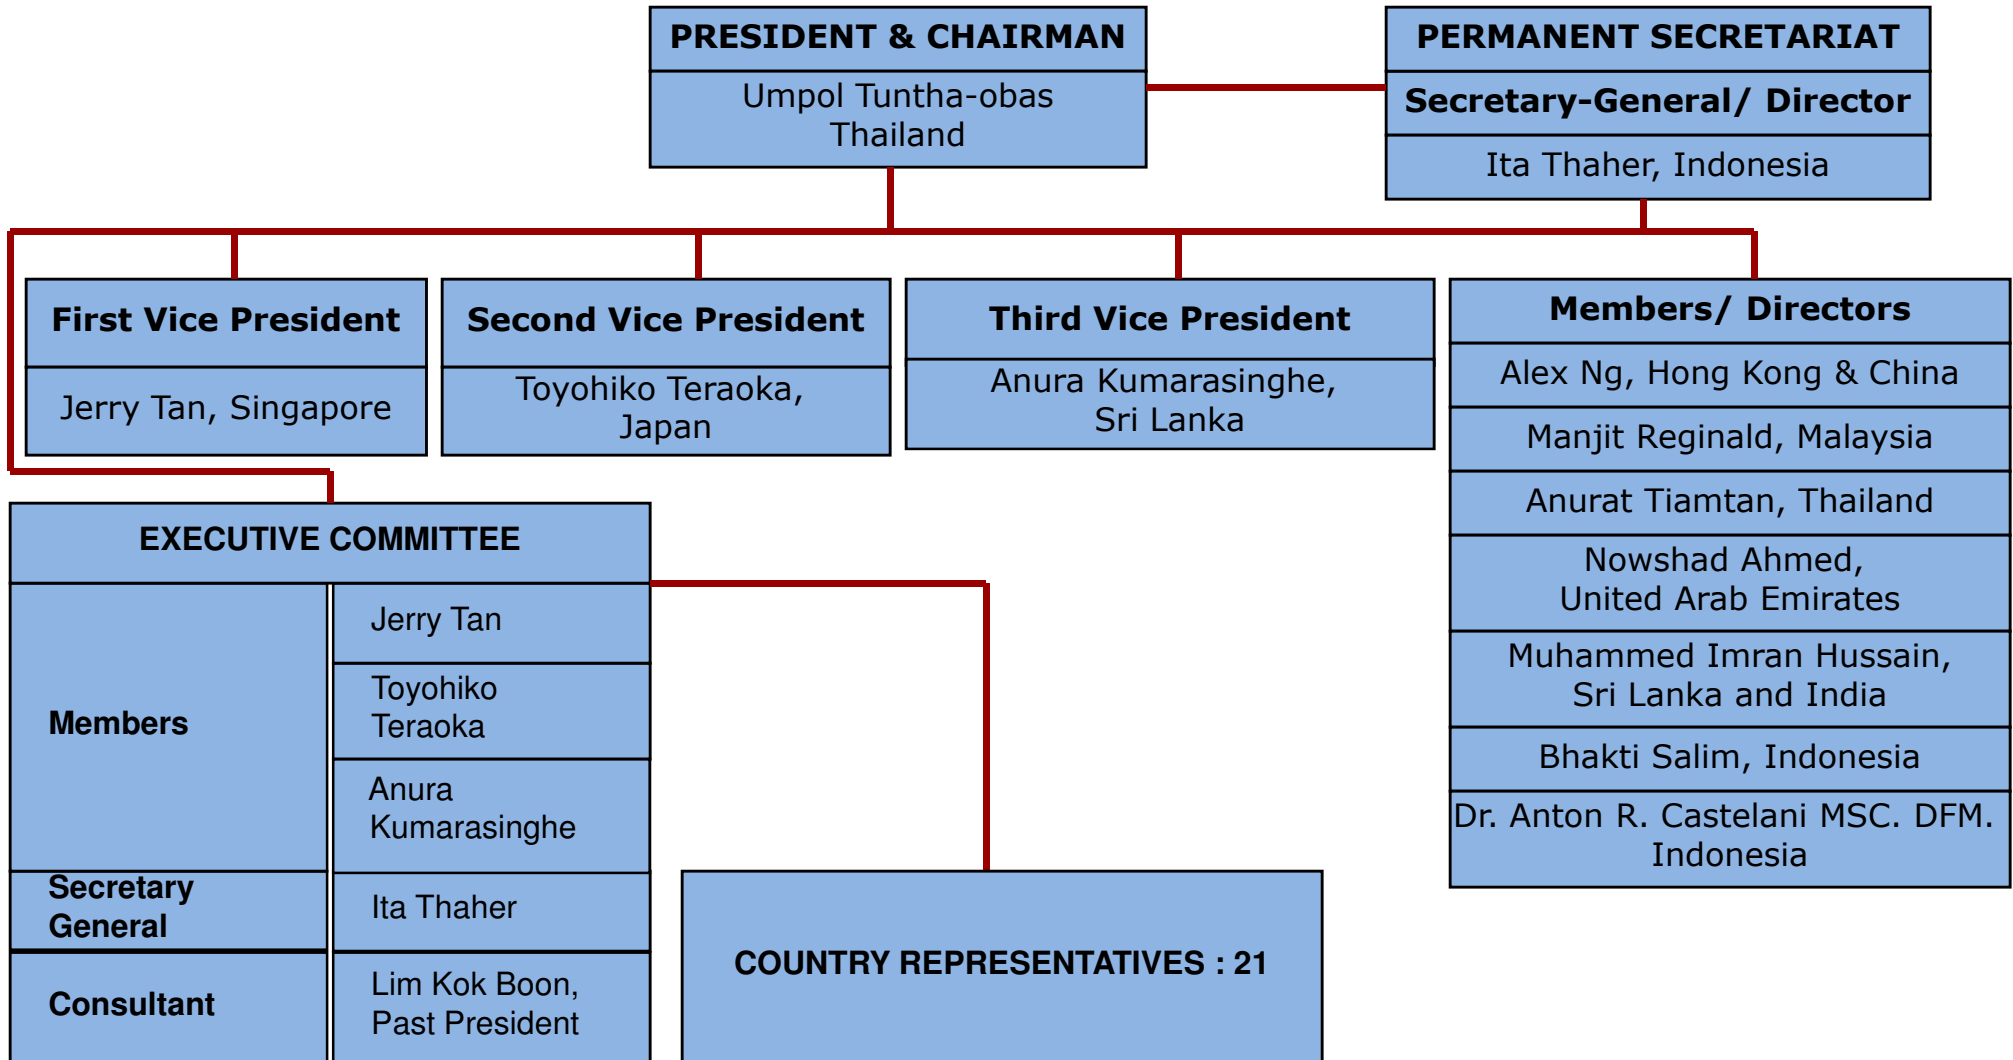 PRESIDENT & CHAIRMAN
Umpol Tuntha-obas
Thailand
PERMANENT SECRETARIAT
Secretary-General/ Director
Ita Thaher, Indonesia
First Vice President
Jerry Tan, Singapore
Second Vice President
Toyohiko Teraoka,
Japan
Third Vice President
Anura Kumarasinghe,
Sri Lanka
Members/ Directors
Alex Ng, Hong Kong & China
Manjit Reginald, Malaysia
Anurat Tiamtan, Thailand
Nowshad Ahmed,
United Arab Emirates
Muhammed Imran Hussain,
Sri Lanka and India
Bhakti Salim, Indonesia
Dr. Anton R. Castelani MSC. DFM.
Indonesia
EXECUTIVE COMMITTEE
Members
Jerry Tan
Toyohiko
Teraoka
Anura
Kumarasinghe
Secretary
General
Ita Thaher
Consultant
Lim Kok Boon,
Past President
COUNTRY REPRESENTATIVES : 21